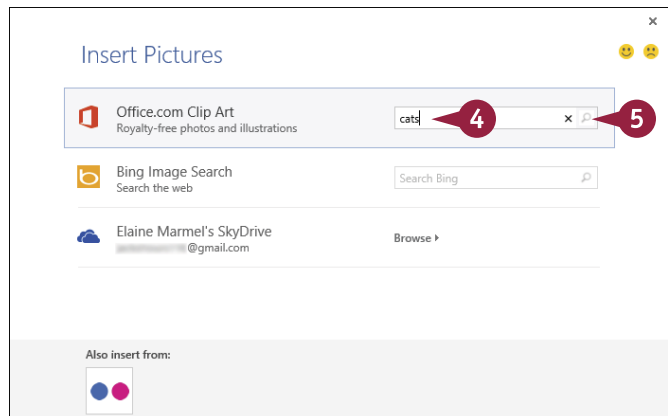 ×
Insert Pictures
Office.com Clip Art
Royalty-free photos and illustrations
cats × 4 5
Bing Image Search
Search the web
Search Bing
Elaine Marmel's SkyDrive
@gmail.com
Browse
Also insert from: